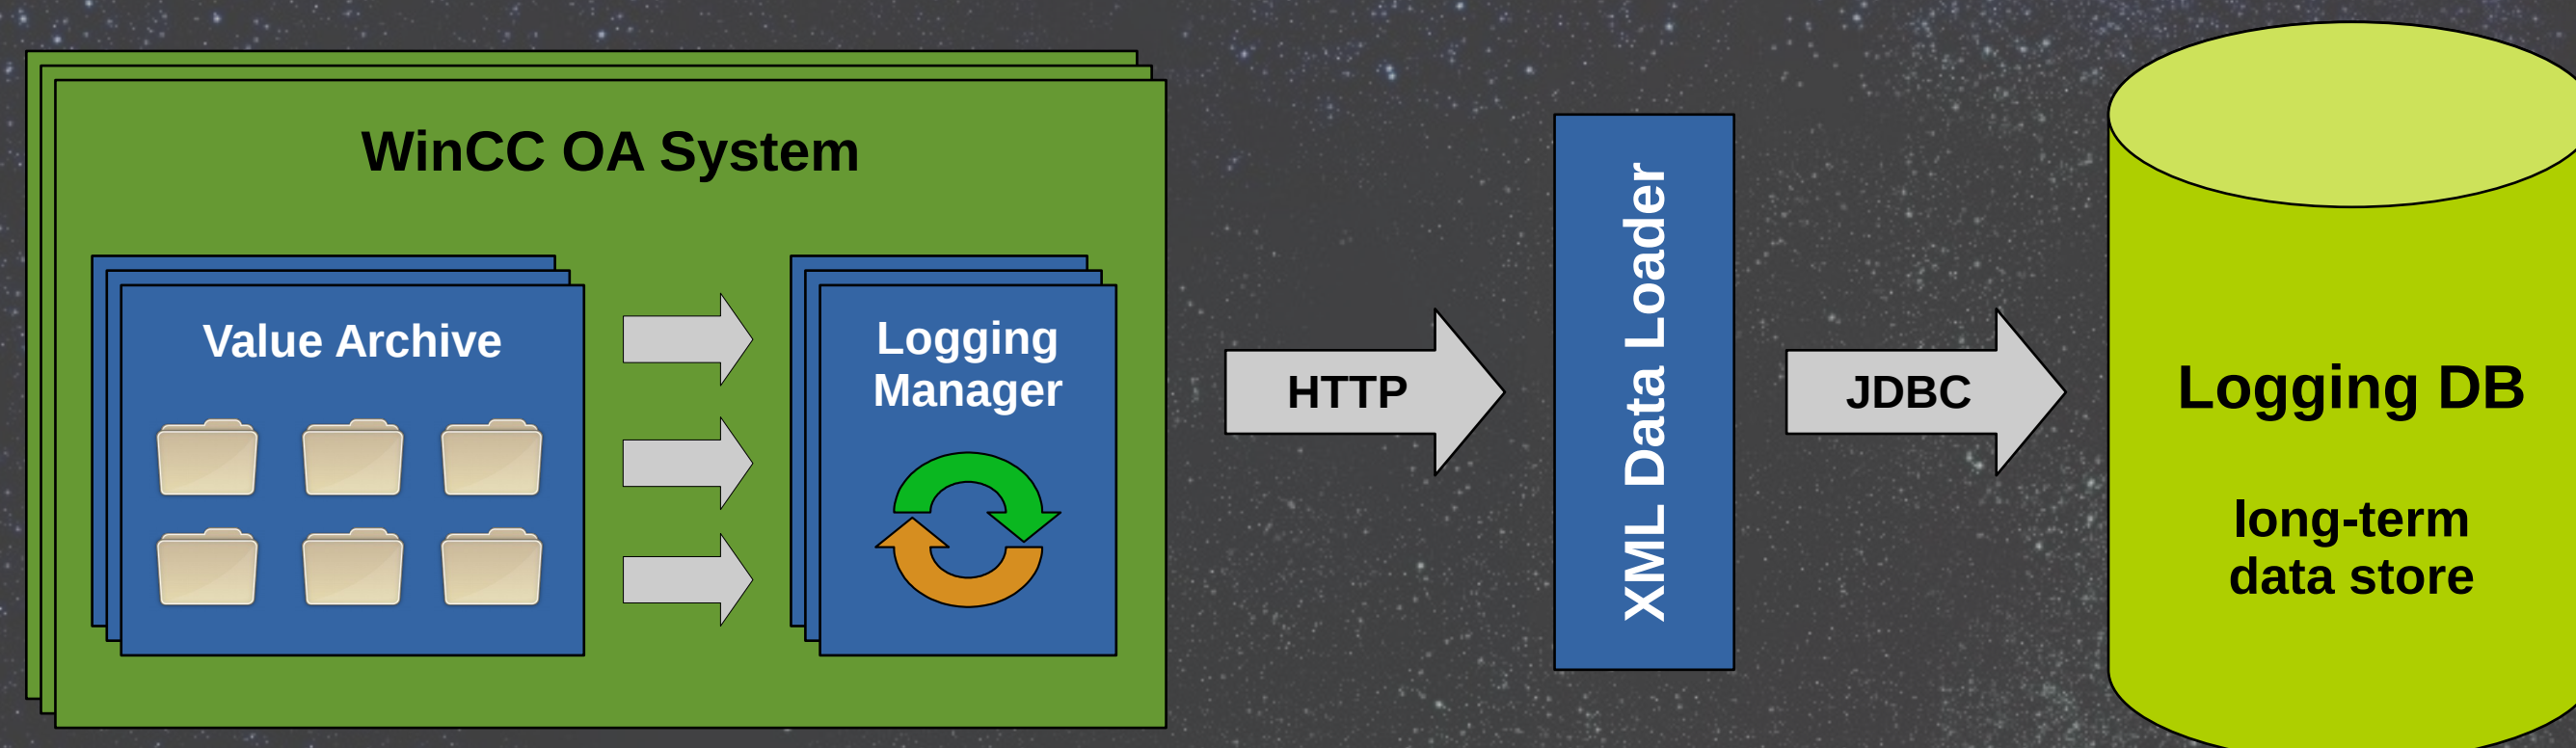 WinCC OA System
Value Archive
Logging
Manager
HTTP
XML Data Loader
JDBC
Logging DB
long-term
data store